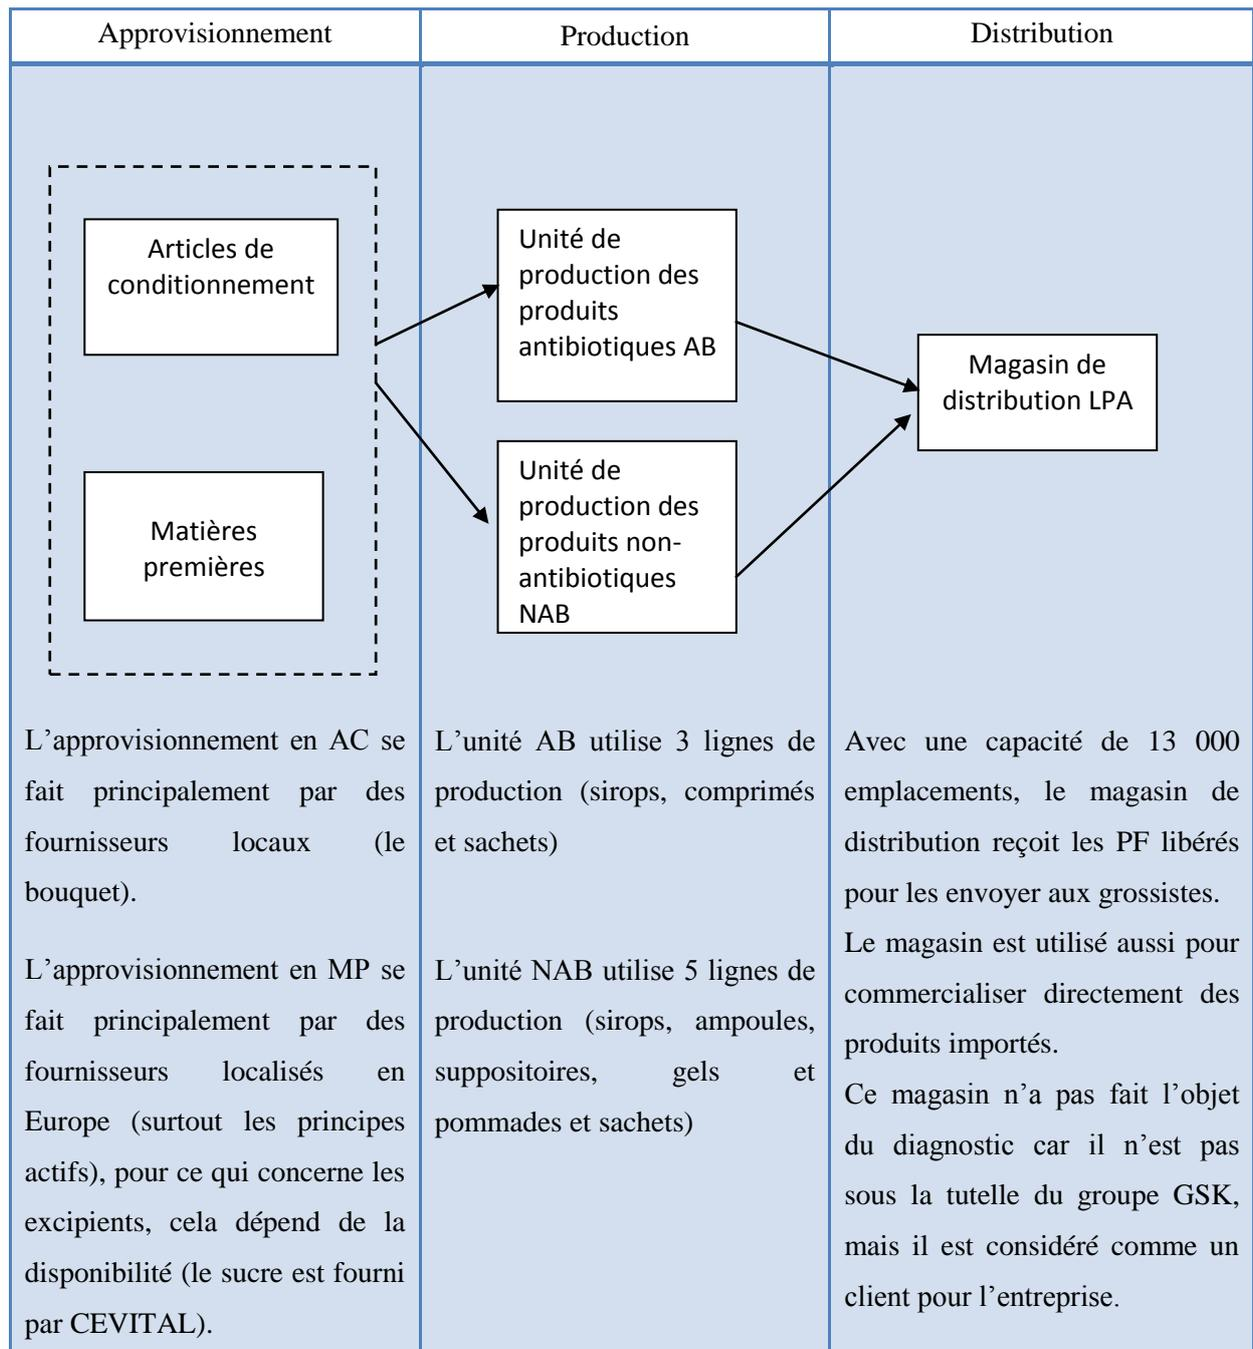 Approvisionnement
Production
Distribution
Articles de
conditionnement
Matières
premières
Unité de
production des
produits
antibiotiques AB
Unité de
production des
produits non-
antibiotiques
NAB
Magasin de
distribution LPA
L’approvisionnement en AC se
fait principalement par des
fournisseurs locaux (le
bouquet).
L’approvisionnement en MP se
fait principalement par des
fournisseurs localisés en
Europe (surtout les principes
actifs), pour ce qui concerne les
excipients, cela dépend de la
disponibilité (le sucre est fourni
par CEVITAL).
L’unité AB utilise 3 lignes de
production (sirops, comprimés
et sachets)
L’unité NAB utilise 5 lignes de
production (sirops, ampoules,
suppositoires, gels et
pommades et sachets)
Avec une capacité de 13 000
emplacements, le magasin de
distribution reçoit les PF libérés
pour les envoyer aux grossistes.
Le magasin est utilisé aussi pour
commercialiser directement des
produits importés.
Ce magasin n’a pas fait l’objet
du diagnostic car il n’est pas
sous la tutelle du groupe GSK,
mais il est considéré comme un
client pour l’entreprise.